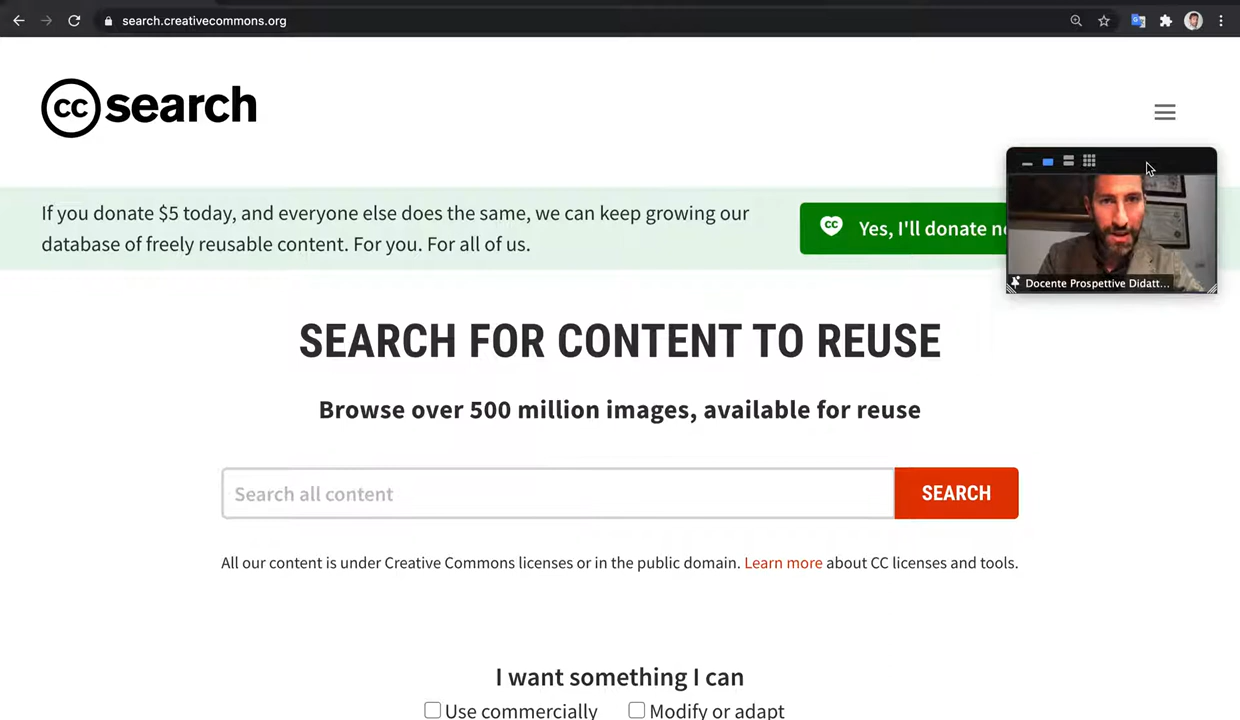 search.creativecommons.org
cc search
If you donate $5 today, and everyone else does the same, we can keep growing our
database of freely reusable content. For you. For all of us.
CC
Yes, I'll donate
Docente Prospettive Didatt...
SEARCH FOR CONTENT TO REUSE
Browse over 500 million images, available for reuse
Search all content
SEARCH
All our content is under Creative Commons licenses or in the public domain. Learn more about CC licenses and tools.
I want something I can
Use commercially
Modify or adapt